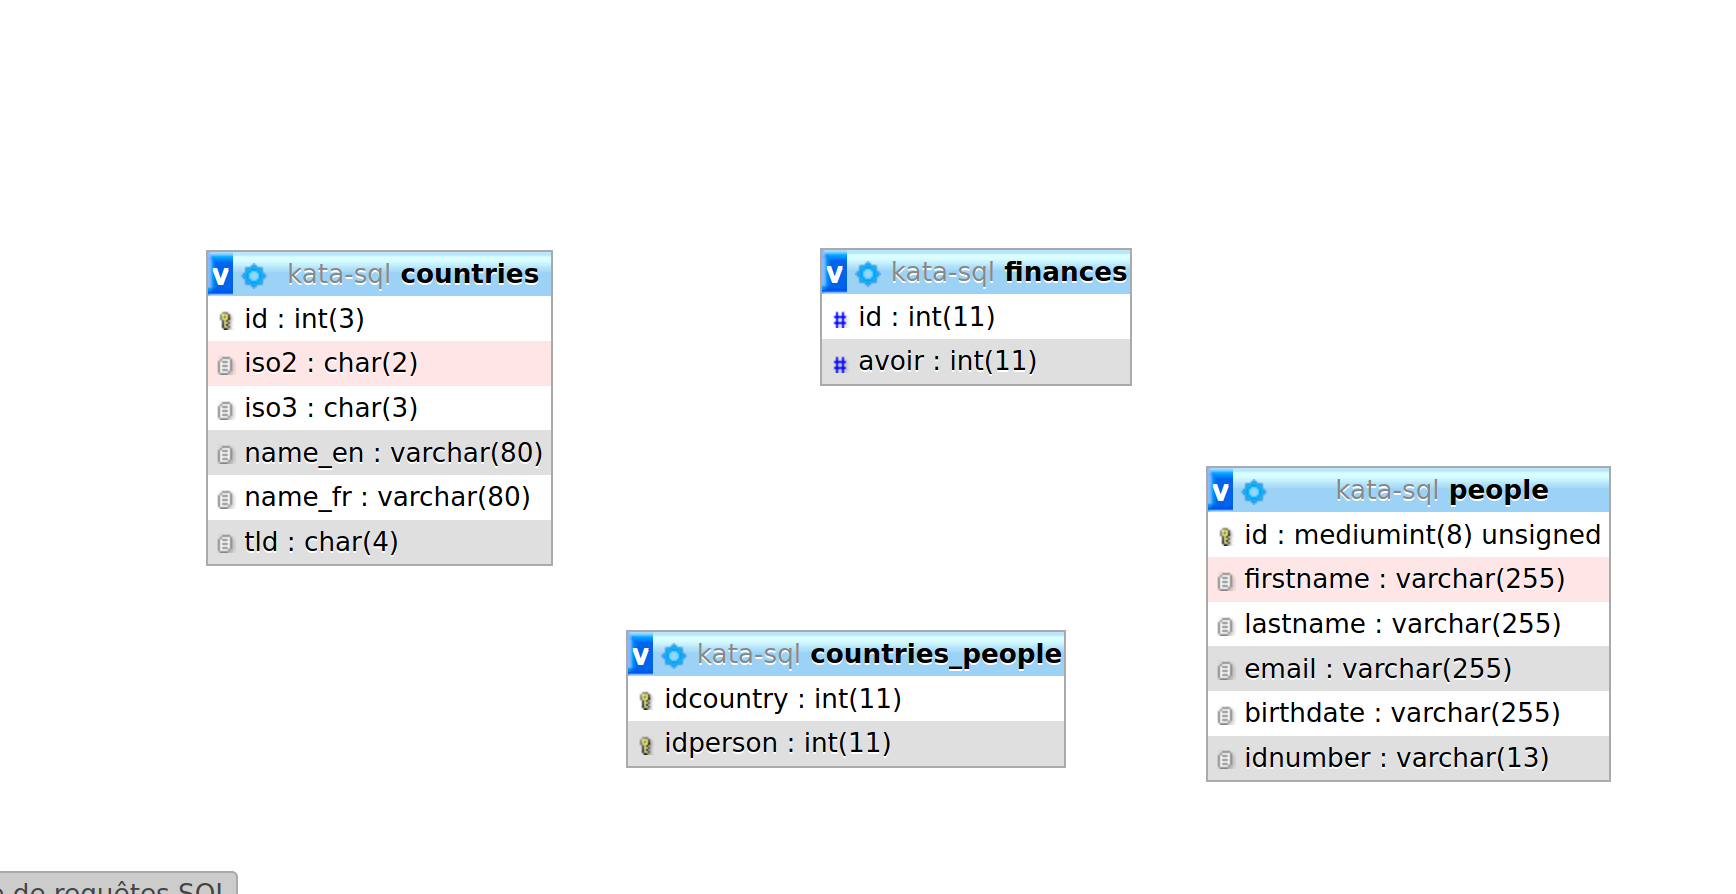 v kata-sql countries
id : int(3)
iso2 : char(2)
iso3 : char(3)
name_en : varchar(80)
name_fr : varchar(80)
tld : char(4)
v kata-sql finances
# id : int(11)
# avoir : int(11)
v kata-sql countries_people
idcountry : int(11)
idperson : int(11)
v kata-sql people
id : mediumint(8) unsigned
firstname : varchar(255)
lastname : varchar(255)
email : varchar(255)
birthdate : varchar(255)
idnumber : varchar(13)
de requêtes SQL